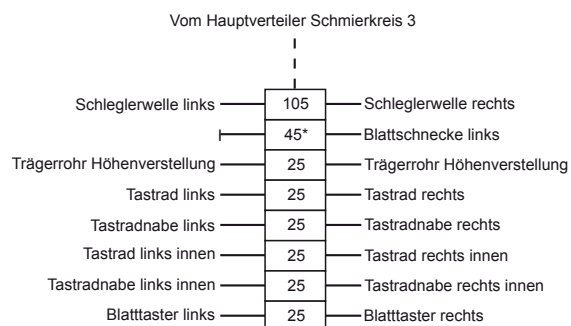 Vom Hauptverteiler Schmierkreis 3
Schleglerwelle links 105 Schleglerwelle rechts
45* Blattschnecke links
Trägerrohr Höhenverstellung 25 Trägerrohr Höhenverstellung
Tastrad links 25 Tastrad rechts
Tastradnabe links 25 Tastradnabe rechts
Tastrad links innen 25 Tastrad rechts innen
Tastradnabe links innen 25 Tastradnabe rechts innen
Blatttaster links 25 Blatttaster rechts